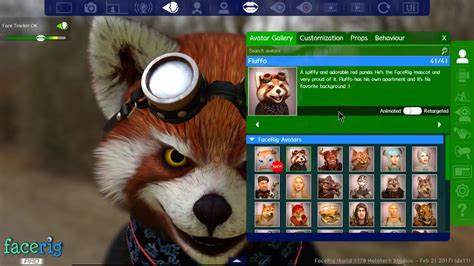 Face Tracker OK
Avatar Gallery Customization Props Behaviour
Search avatars
Fluffo 41/41
A spiffy and adorable red panda. He's the FaceRig mascot and
very proud of it. Fluffo has his own apartment and it's his
favorite background :)
Animated Retargeted
FaceRig Avatars
facerig
PRO